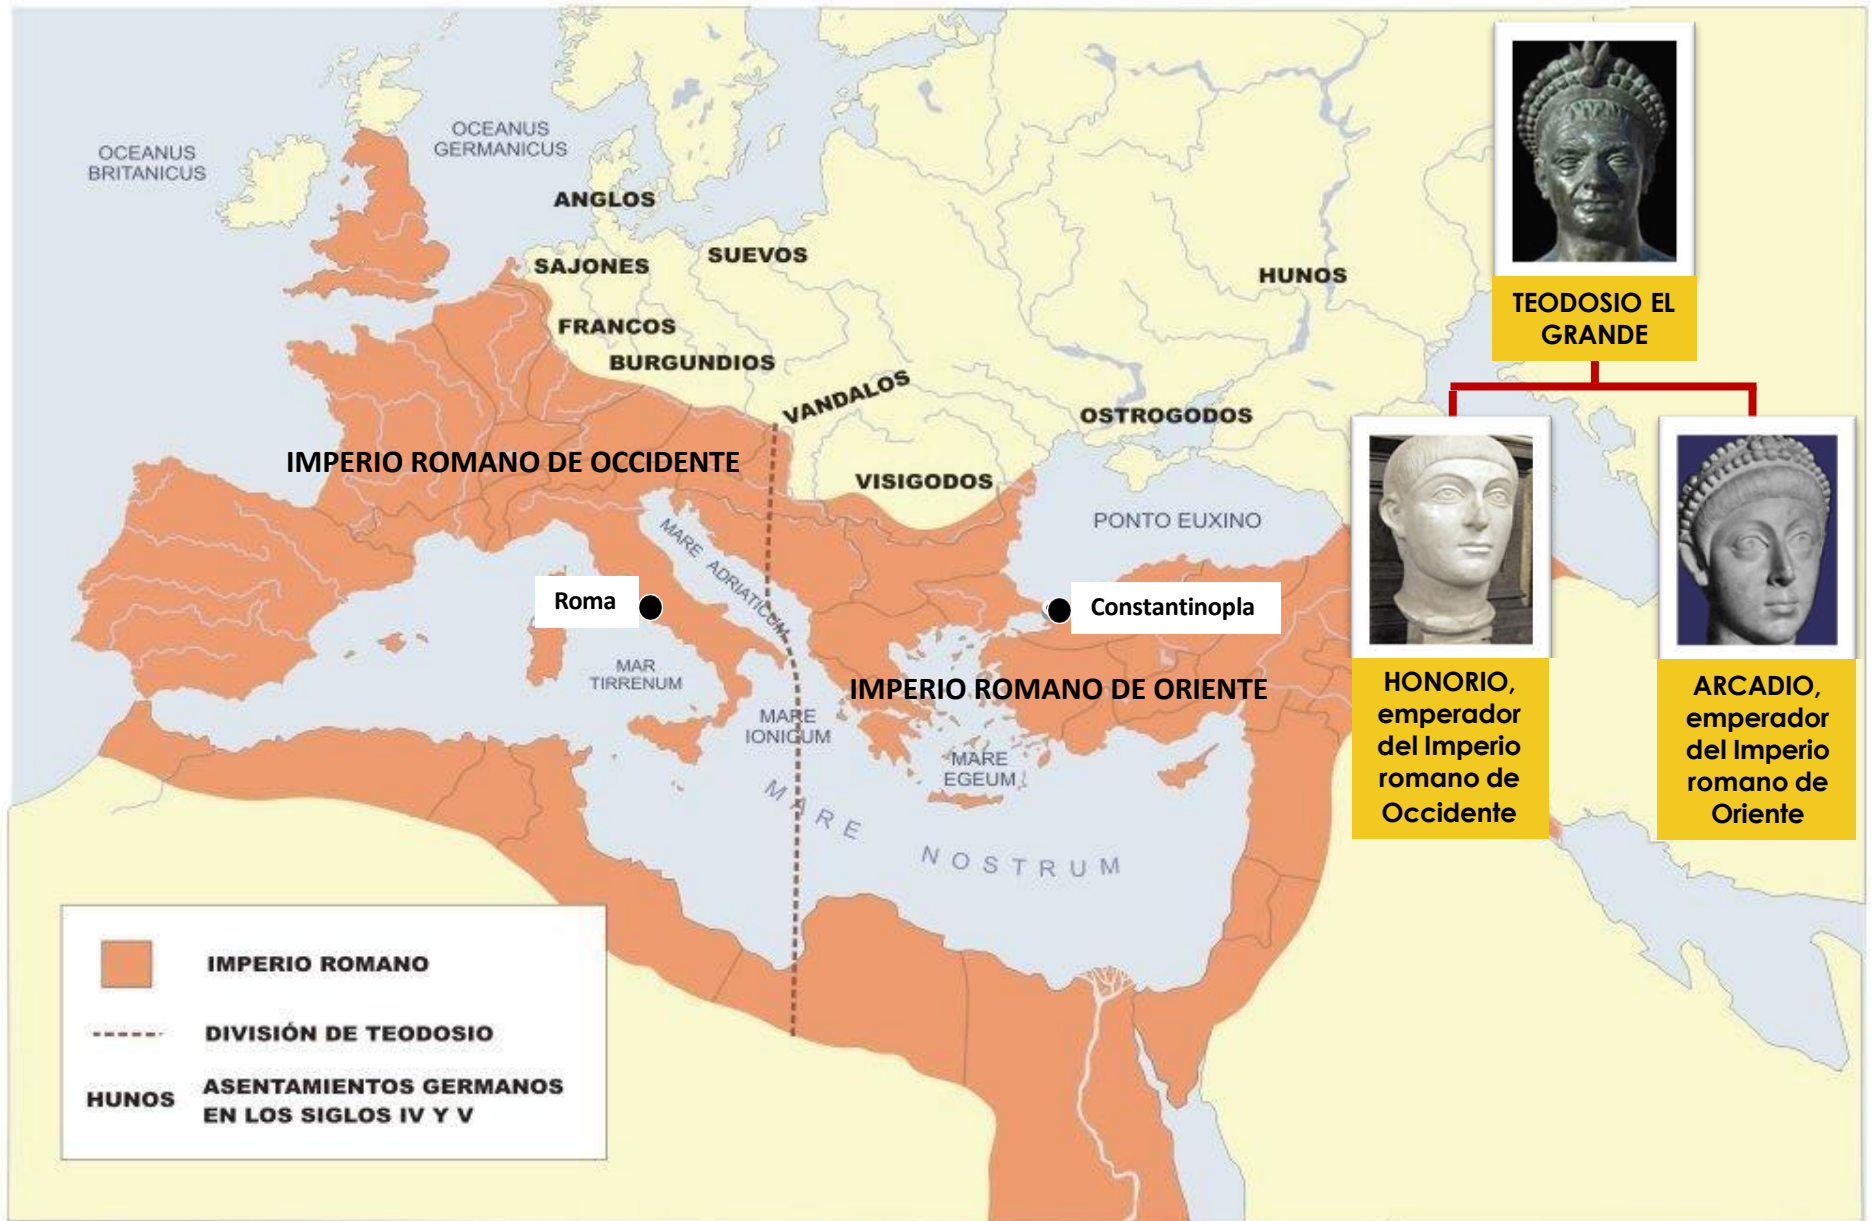 OCEANUS
BRITANICUS
OCEANUS
GERMANICUS
ANGLOS
SAJONES
SUEVOS
HUNOS
FRANCOS
BURGUNDIOS
VANDALOS
OSTROGODOS
VISIGODOS
IMPERIO ROMANO DE OCCIDENTE
PONTO EUXINO
MARE ADRIATICUM
Roma
Constantinopla
MAR
TIRRENUM
IMPERIO ROMANO DE ORIENTE
MARE
IONICUM
MARE
EGEUM
MARE NOSTRUM
TEODOSIO EL
GRANDE
HONORIO,
emperador
del Imperio
romano de
Occidente
ARCADIO,
emperador
del Imperio
romano de
Oriente
IMPERIO ROMANO
DIVISIÓN DE TEODOSIO
HUNOS
ASENTAMIENTOS GERMANOS
EN LOS SIGLOS IV Y V